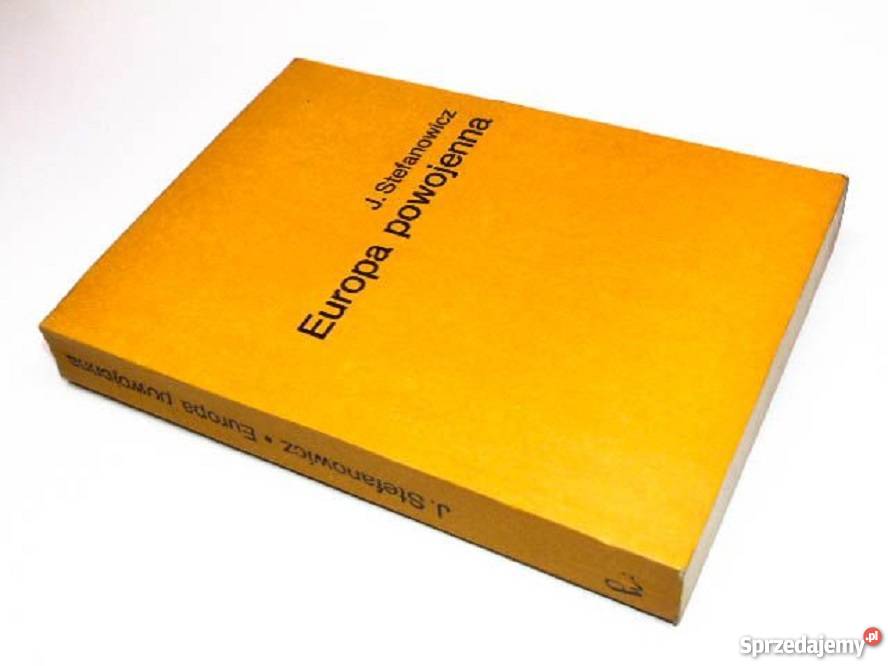 J. Stefanowicz
Europa powojenna
J. Stefanowicz • Europa powojenna
Sprzedajemy.pl